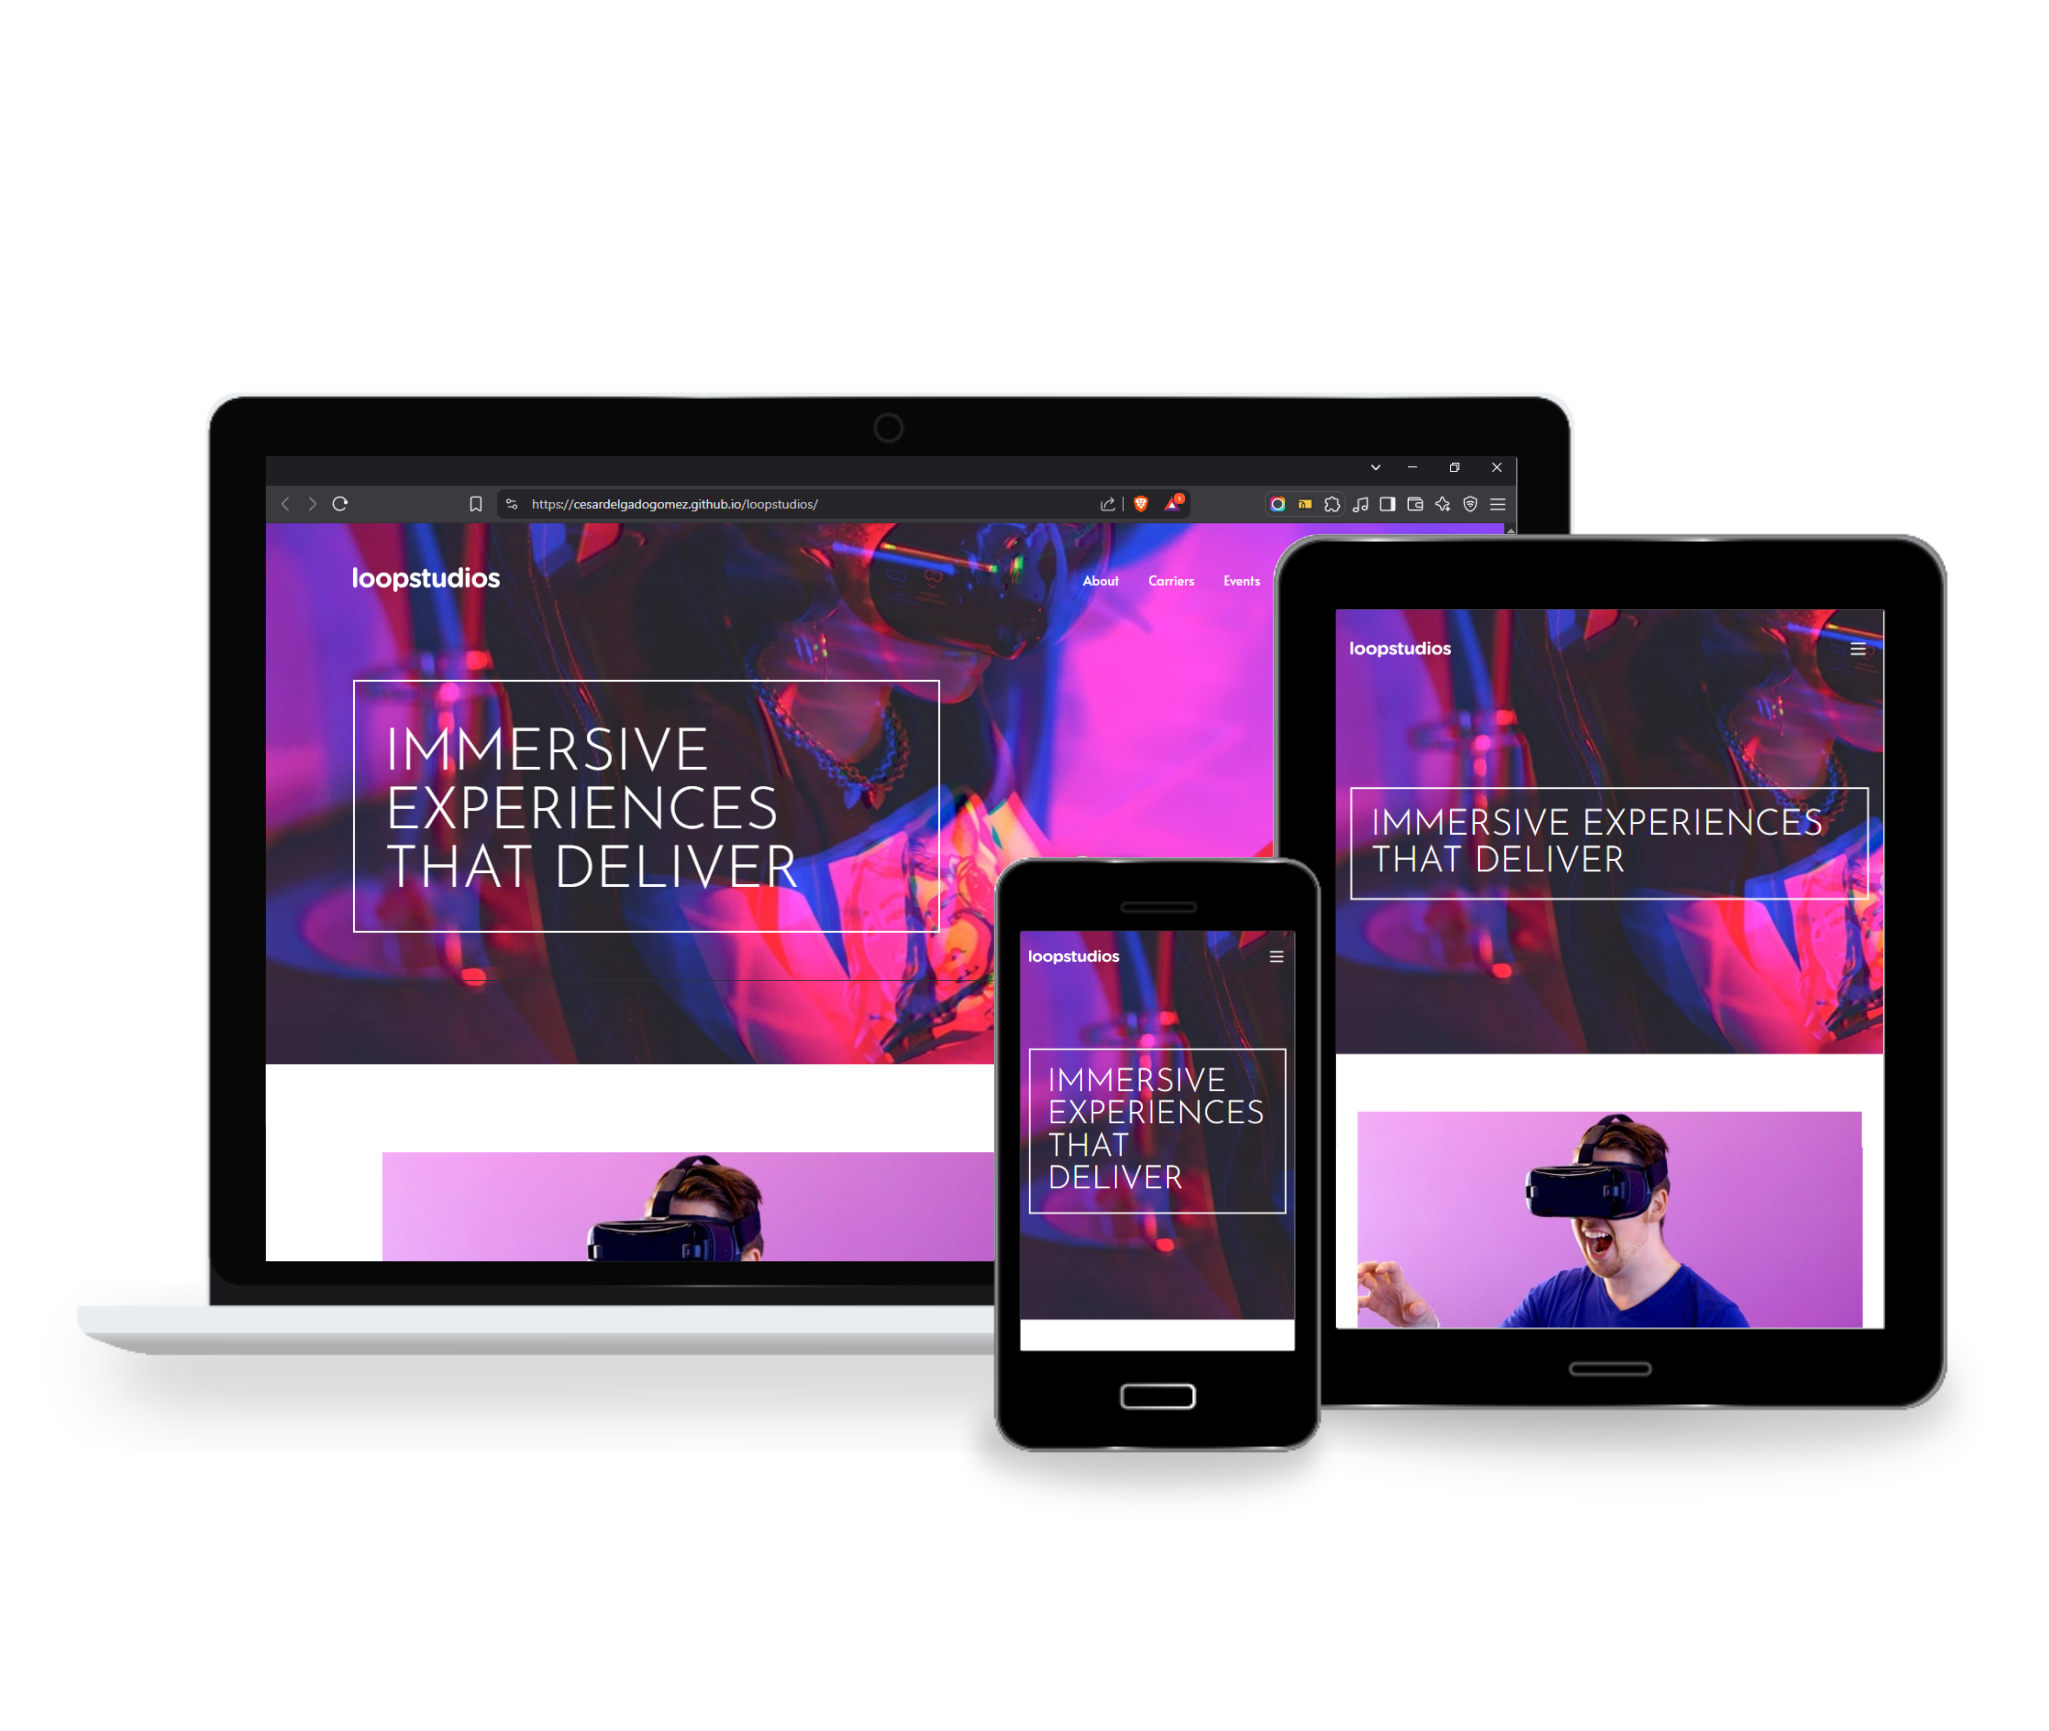 https://cesardelgadogomez.github.io/loopstudios/
1
loopstudios
About Carriers Events
IMMERSIVE
EXPERIENCES
THAT DELIVER
loopstudios
IMMERSIVE
EXPERIENCES
THAT
DELIVER
loopstudios
IMMERSIVE EXPERIENCES
THAT DELIVER